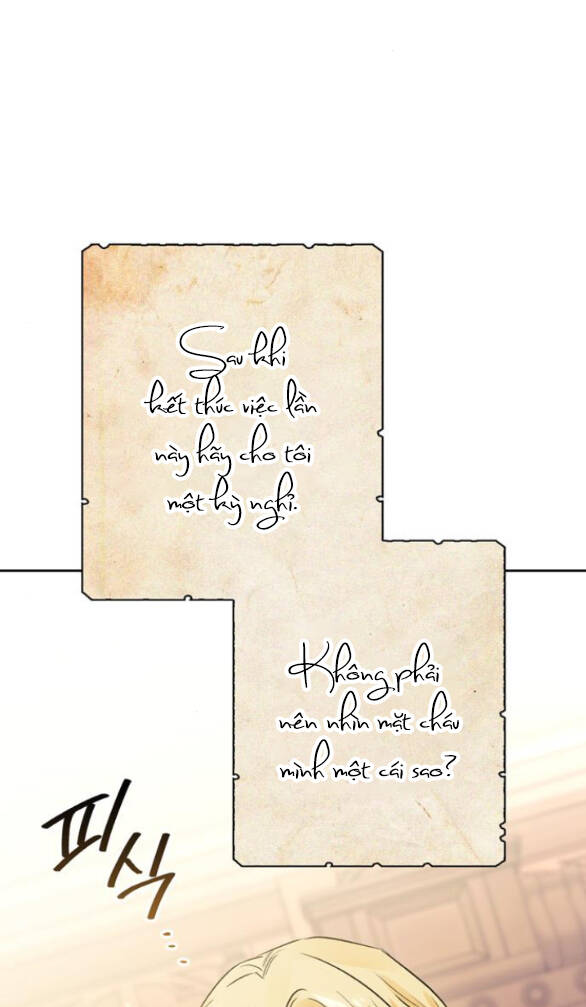 Sau khi
kết thúc việc lần
này hãy cho tôi
một kỳ nghỉ.
Không phải
nên nhìn mặt cháu
mình một cái sao?
피식